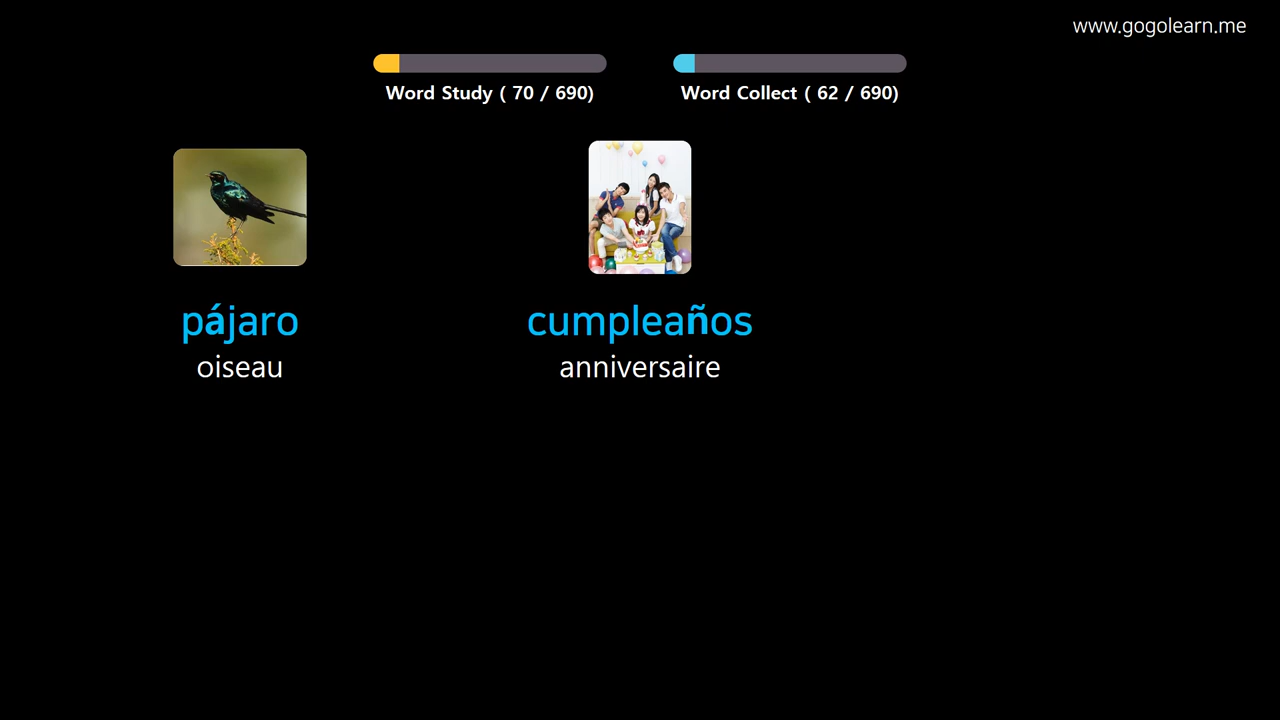 www.gogolearn.me
Word Study ( 70 / 690)
Word Collect ( 62 / 690)
pájaro
oiseau
cumpleaños
anniversaire